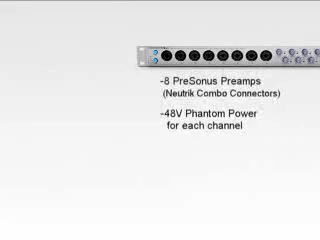 -8 PreSonus Preamps
(Neutrik Combo Connectors)
-48V Phantom Power
for each channel